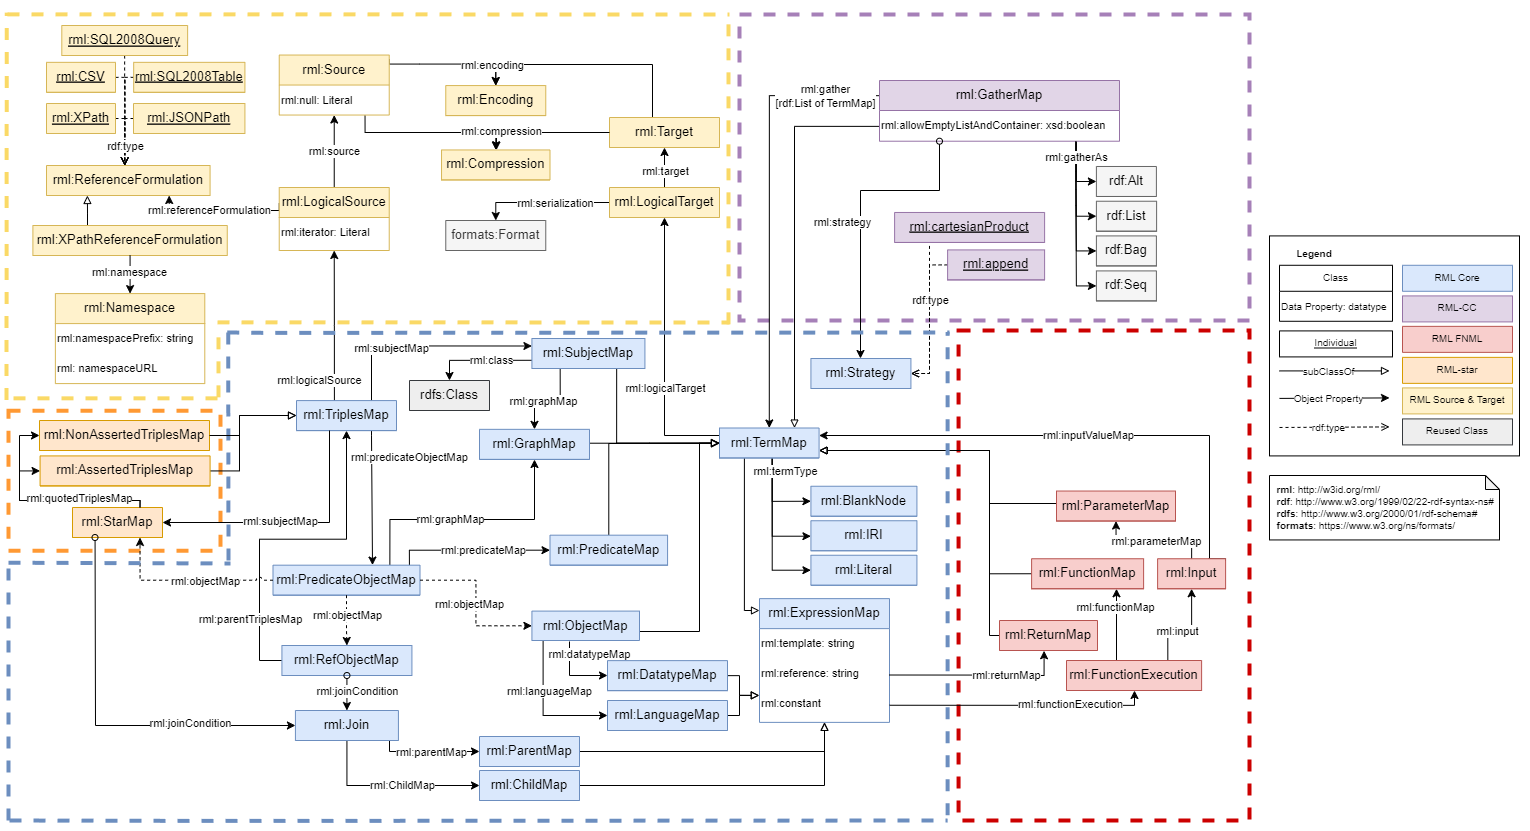 rml:SQL2008Query
rml:CSV
rml:SQL2008Table
rml:XPath
rml:JSONPath
rdf:type
rml:ReferenceFormulation
rml:referenceFormulation
rml:XPathReferenceFormulation
rml:namespace
rml:Namespace
rml:namespacePrefix: string
rml: namespaceURL
rml:Source
rml:null: Literal
rml:encoding
rml:Encoding
rml:compression
rml:Compression
rml:Target
rml:source
rml:target
rml:LogicalSource
rml:iterator: Literal
rml:serialization
rml:LogicalTarget
formats:Format
rml:gather
[rdf:List of TermMap]
rml:GatherMap
rml:allowEmptyListAndContainer: xsd:boolean
rml:gatherAs
rdf:Alt
rdf:List
rdf:Bag
rdf:Seq
rml:strategy
rml:cartesianProduct
rml:append
rdf:type
rml:Strategy
Legend
Class
Data Property: datatype
Individual
subClassOf
Object Property
rdf:type
RML Core
RML-CC
RML FNML
RML-star
RML Source & Target
Reused Class
rml: http://w3id.org/rml/
rdf: http://www.w3.org/1999/02/22-rdf-syntax-ns#
rdfs: http://www.w3.org/2000/01/rdf-schema#
formats: https://www.w3.org/ns/formats/
rml:subjectMap
rml:SubjectMap
rml:class
rdfs:Class
rml:logicalSource
rml:logicalTarget
rml:graphMap
rml:TriplesMap
rml:GraphMap
rml:TermMap
rml:predicateObjectMap
rml:termType
rml:BlankNode
rml:IRI
rml:Literal
rml:NonAssertedTriplesMap
rml:AssertedTriplesMap
rml:quotedTriplesMap
rml:StarMap
rml:subjectMap
rml:graphMap
rml:predicateMap
rml:PredicateMap
rml:objectMap
rml:PredicateObjectMap
rml:objectMap
rml:objectMap
rml:parentTriplesMap
rml:ObjectMap
rml:RefObjectMap
rml:datatypeMap
rml:DatatypeMap
rml:languageMap
rml:LanguageMap
rml:joinCondition
rml:joinCondition
rml:Join
rml:parentMap
rml:ParentMap
rml:ChildMap
rml:ChildMap
rml:ExpressionMap
rml:template: string
rml:reference: string
rml:constant
rml:inputValueMap
rml:ParameterMap
rml:parameterMap
rml:FunctionMap
rml:Input
rml:functionMap
rml:input
rml:ReturnMap
rml:returnMap
rml:FunctionExecution
rml:functionExecution